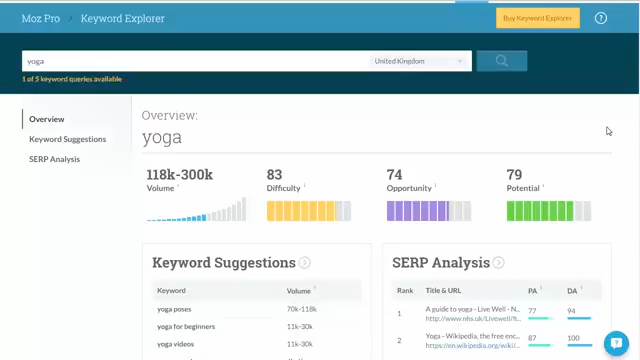 Moz Pro / Keyword Explorer
Buy Keyword Explorer
?
yoga
United Kingdom
1 of 5 keyword queries available
Overview
Keyword Suggestions
SERP Analysis
Overview:
yoga
118k-300k
Volume
83
Difficulty
74
Opportunity
79
Potential
Keyword Suggestions
Keyword Volume
yoga poses 70k-118k
yoga for beginners 11k-30k
yoga videos 11k-30k
SERP Analysis
Rank Title & URL PA DA
1 A guide to yoga - Live Well - N... 77 94
http://www.nhs.uk/Livewell/fi...
2 Yoga - Wikipedia, the free enc... 87 100
https://en.wikipedia.org/wiki/...
?